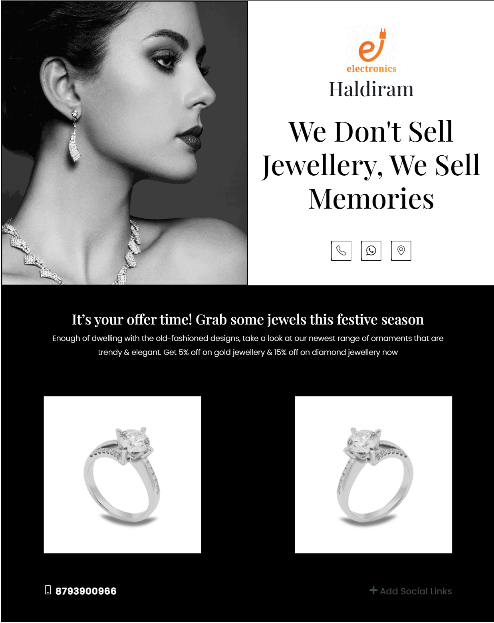 electronics
Haldiram
We Don't Sell
Jewellery, We Sell
Memories
It's your offer time! Grab some jewels this festive season
Enough of dwelling with the old-fashioned designs, take a look at our newest range of ornaments that are
trendy & elegant. Get 5% off on gold jewellery & 15% off on diamond jewellery now
8793900966
+ Add Social Links